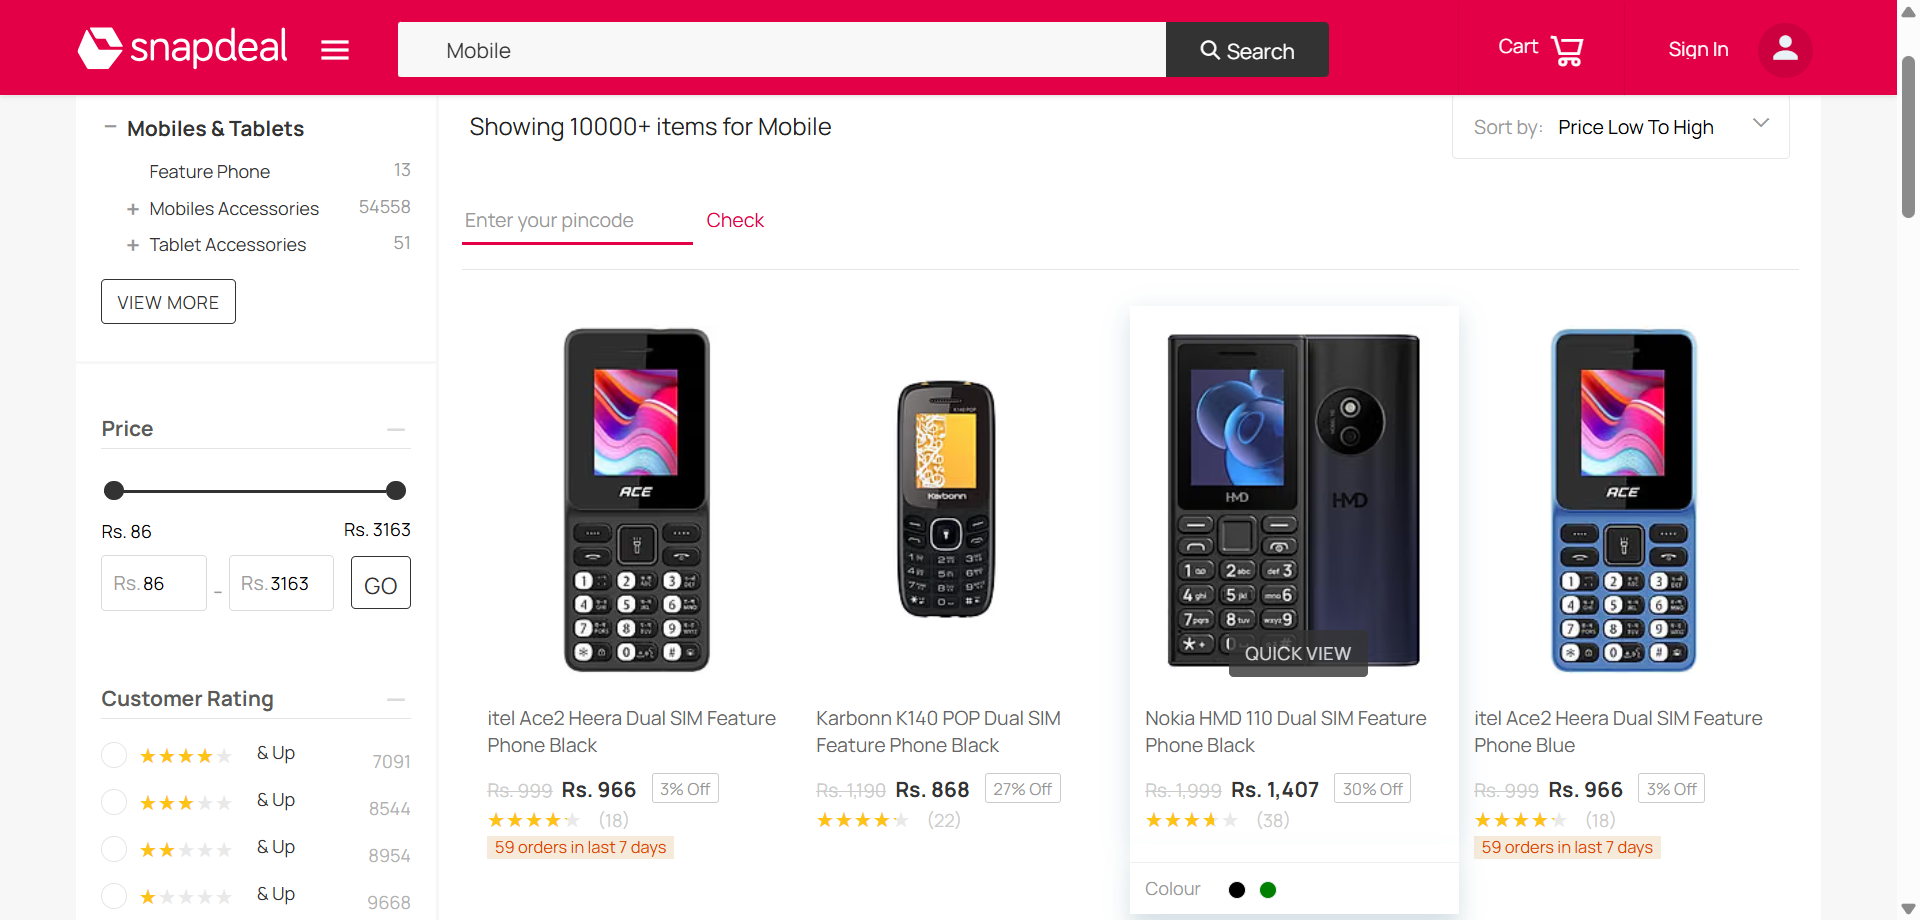 snapdeal
Mobile
Search
Cart
Sign In
Mobiles & Tablets
Feature Phone 13
Mobiles Accessories 54558
Tablet Accessories 51
VIEW MORE
Price
Rs. 86 Rs. 3163
Rs. 86 - Rs. 3163 GO
Customer Rating
& Up 7091
& Up 8544
& Up 8954
& Up 9668
Showing 10000+ items for Mobile
Sort by: Price Low To High
Enter your pincode Check
ACE
itel Ace2 Heera Dual SIM Feature
Phone Black
Rs. 999 Rs. 966 3% Off
(18)
59 orders in last 7 days
K140 POP
Karbonn
Karbonn K140 POP Dual SIM
Feature Phone Black
Rs. 1,190 Rs. 868 27% Off
(22)
HMD
HMD
QUICK VIEW
Nokia HMD 110 Dual SIM Feature
Phone Black
Rs. 1,999 Rs. 1,407 30% Off
(38)
Colour
ACE
itel Ace2 Heera Dual SIM Feature
Phone Blue
Rs. 999 Rs. 966 3% Off
(18)
59 orders in last 7 days